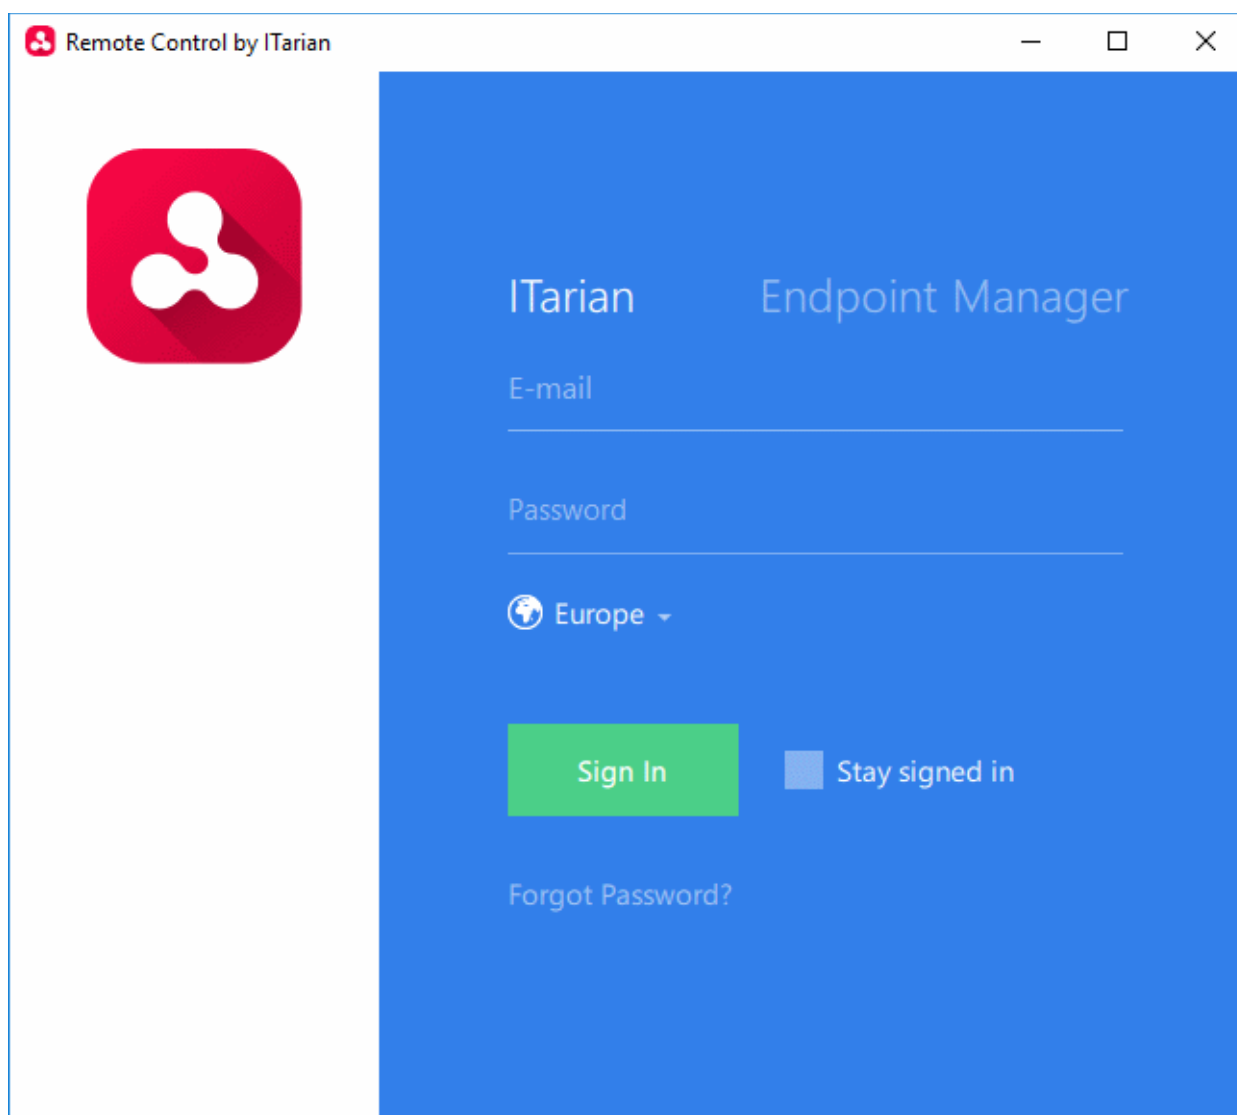 Remote Control by ITarian
ITarian Endpoint Manager
E-mail
Password
Europe
Sign In Stay signed in
Forgot Password?